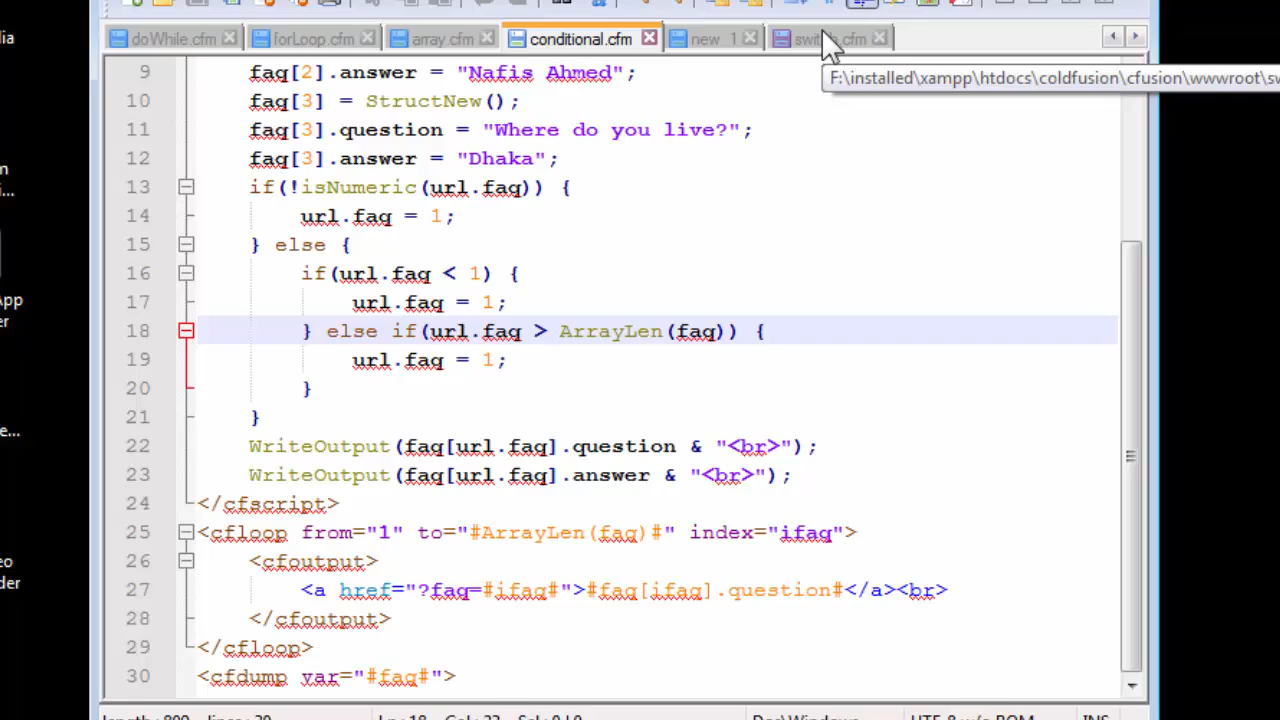 doWhile.cfm forLoop.cfm array.cfm conditional.cfm new 1 switch.cfm
F:\installed\xampp\htdocs\coldfusion\cfusion\wwwroot\sw
9 faq[2].answer = "Nafis Ahmed";
10 faq[3] = StructNew();
11 faq[3].question = "Where do you live?";
12 faq[3].answer = "Dhaka";
13 if(!isNumeric(url.faq)) {
14 url.faq = 1;
15 } else {
16 if(url.faq < 1) {
17 url.faq = 1;
18 } else if(url.faq > ArrayLen(faq)) {
19 url.faq = 1;
20 }
21 }
22 WriteOutput(faq[url.faq].question & "<br>");
23 WriteOutput(faq[url.faq].answer & "<br>");
24 </cfscript>
25 <cfloop from="1" to="#ArrayLen(faq)#" index="ifaq">
26 <cfoutput>
27 <a href="?faq=#ifaq#">#faq[ifaq].question#</a><br>
28 </cfoutput>
29 </cfloop>
30 <cfdump var="#faq#">